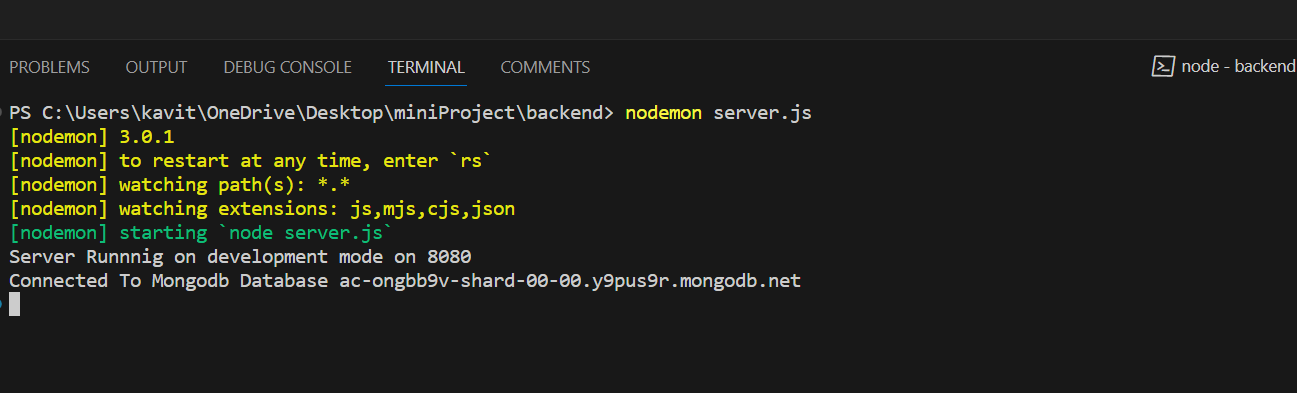 PROBLEMS OUTPUT DEBUG CONSOLE TERMINAL COMMENTS node - backend
PS C:\Users\kavit\OneDrive\Desktop\miniProject\backend> nodemon server.js
[nodemon] 3.0.1
[nodemon] to restart at any time, enter `rs`
[nodemon] watching path(s): *.*
[nodemon] watching extensions: js,mjs,cjs,json
[nodemon] starting `node server.js`
Server Runnnig on development mode on 8080
Connected To Mongodb Database ac-ongbb9v-shard-00-00.y9pus9r.mongodb.net